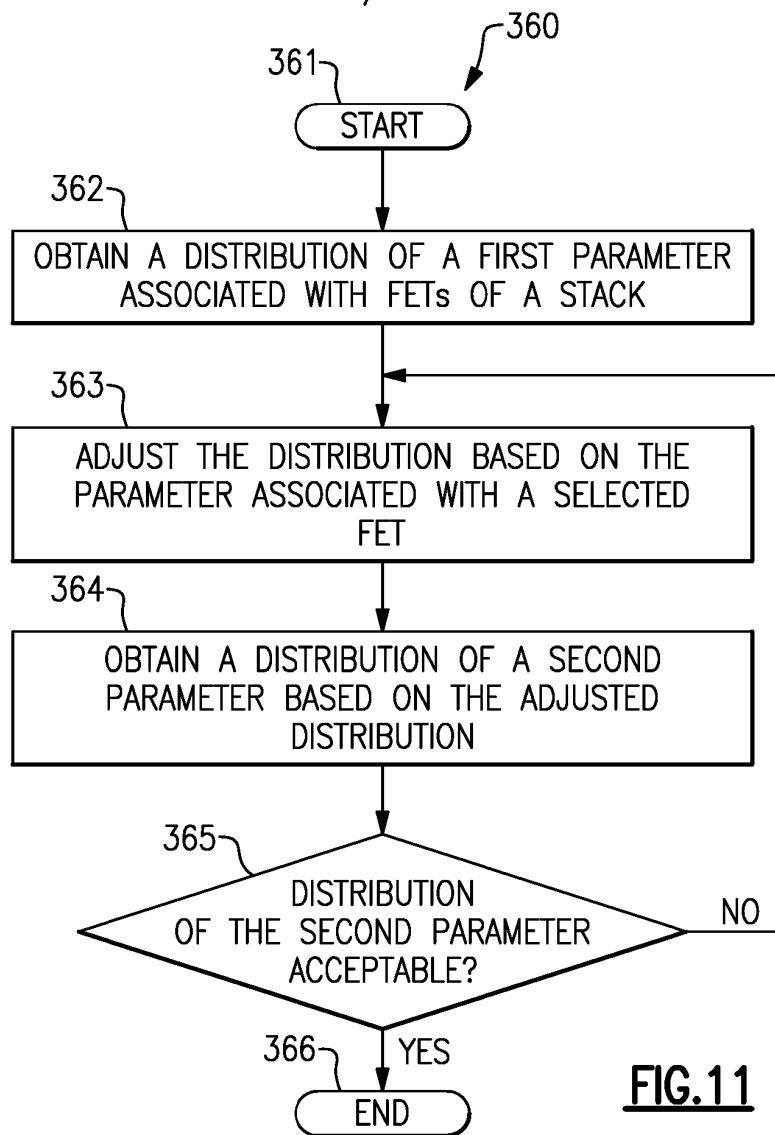 360
361
START
362
OBTAIN A DISTRIBUTION OF A FIRST PARAMETER
ASSOCIATED WITH FETs OF A STACK
363
ADJUST THE DISTRIBUTION BASED ON THE
PARAMETER ASSOCIATED WITH A SELECTED
FET
364
OBTAIN A DISTRIBUTION OF A SECOND
PARAMETER BASED ON THE ADJUSTED
DISTRIBUTION
365
DISTRIBUTION
OF THE SECOND PARAMETER
ACCEPTABLE?
NO
YES
366
END
FIG.11